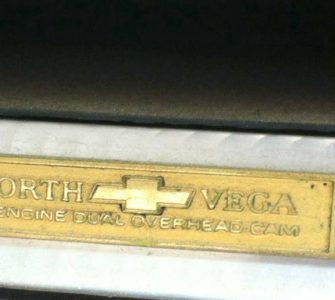 ORTH VEGA
ENGINE DUAL OVERHEAD CAM